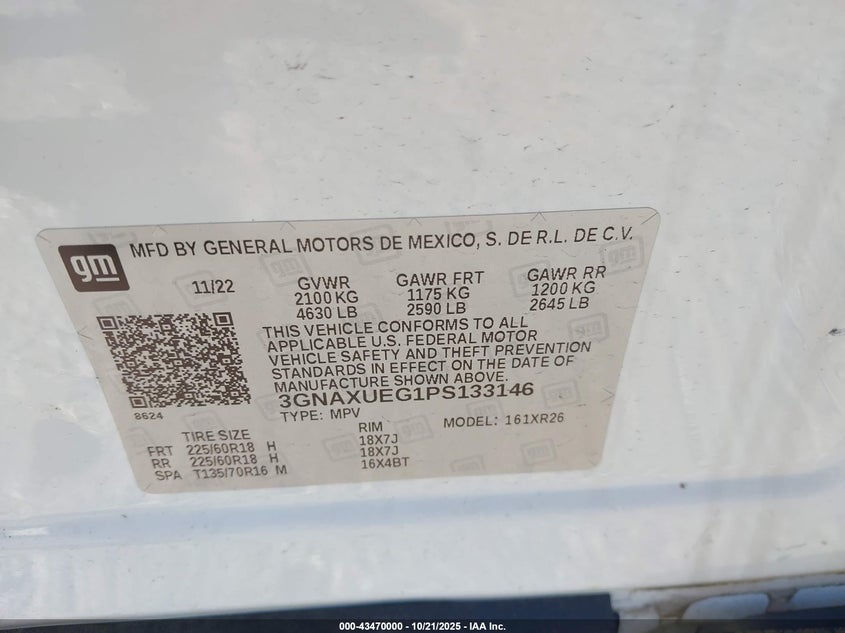 gm MFD BY GENERAL MOTORS DE MEXICO, S. DE R.L. DE C.V.
11/22 GVWR GAWR FRT GAWR RR
2100 KG 1175 KG 1200 KG
4630 LB 2590 LB 2645 LB
THIS VEHICLE CONFORMS TO ALL
APPLICABLE U.S. FEDERAL MOTOR
VEHICLE SAFETY AND THEFT PREVENTION
STANDARDS IN EFFECT ON THE DATE OF
MANUFACTURE SHOWN ABOVE.
8624
3GNAXUEG1PS133146
TYPE: MPV MODEL: 161XR26
TIRE SIZE RIM
FRT 225/60R18 H 18X7J
RR 225/60R18 H 18X7J
SPA T135/70R16 M 16X4BT
000-43470000 - 10/21/2025 - IAA Inc.